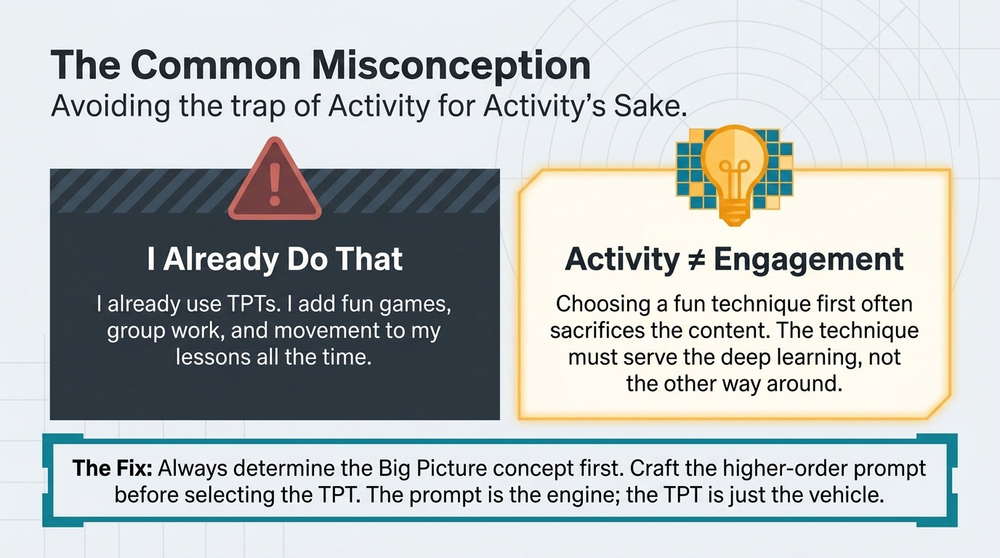 The Common Misconception
Avoiding the trap of Activity for Activity's Sake.
I Already Do That
I already use TPTs. I add fun games,
group work, and movement to my
lessons all the time.
Activity ≠ Engagement
Choosing a fun technique first often
sacrifices the content. The technique
must serve the deep learning, not
the other way around.
The Fix: Always determine the Big Picture concept first. Craft the higher-order prompt
before selecting the TPT. The prompt is the engine; the TPT is just the vehicle.